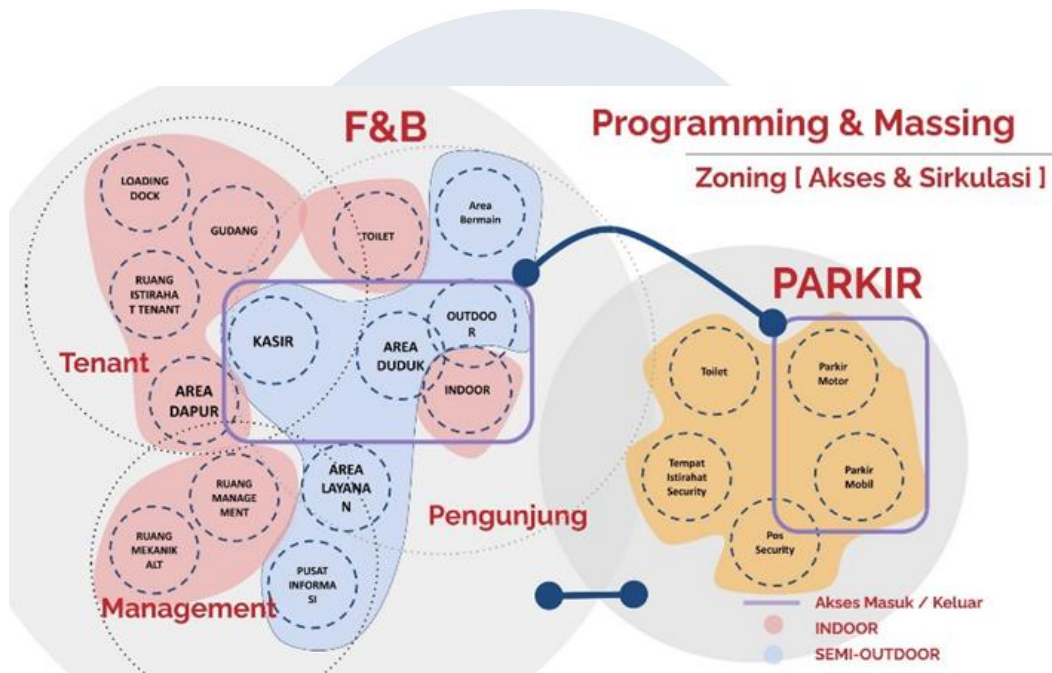 F&B
Programming & Massing
Zoning [ Akses & Sirkulasi ]
LOADING
DOCK
GUDANG
TOILET
Area
Bermain
RUANG
ISTIRAHA
T TENANT
Tenant
KASIR
AREA
DUDUK
OUTDOO
R
INDOOR
AREA
DAPUR
RUANG
MANAGE
MENT
AREA
LAYANA
N
Pengunjung
RUANG
MEKANIK
ALT
PUSAT
INFORMA
SI
Management
PARKIR
Toilet
Parkir
Motor
Tempat
Istirahat
Security
Parkir
Mobil
Pos
Security
Akses Masuk / Keluar
INDOOR
SEMI-OUTDOOR